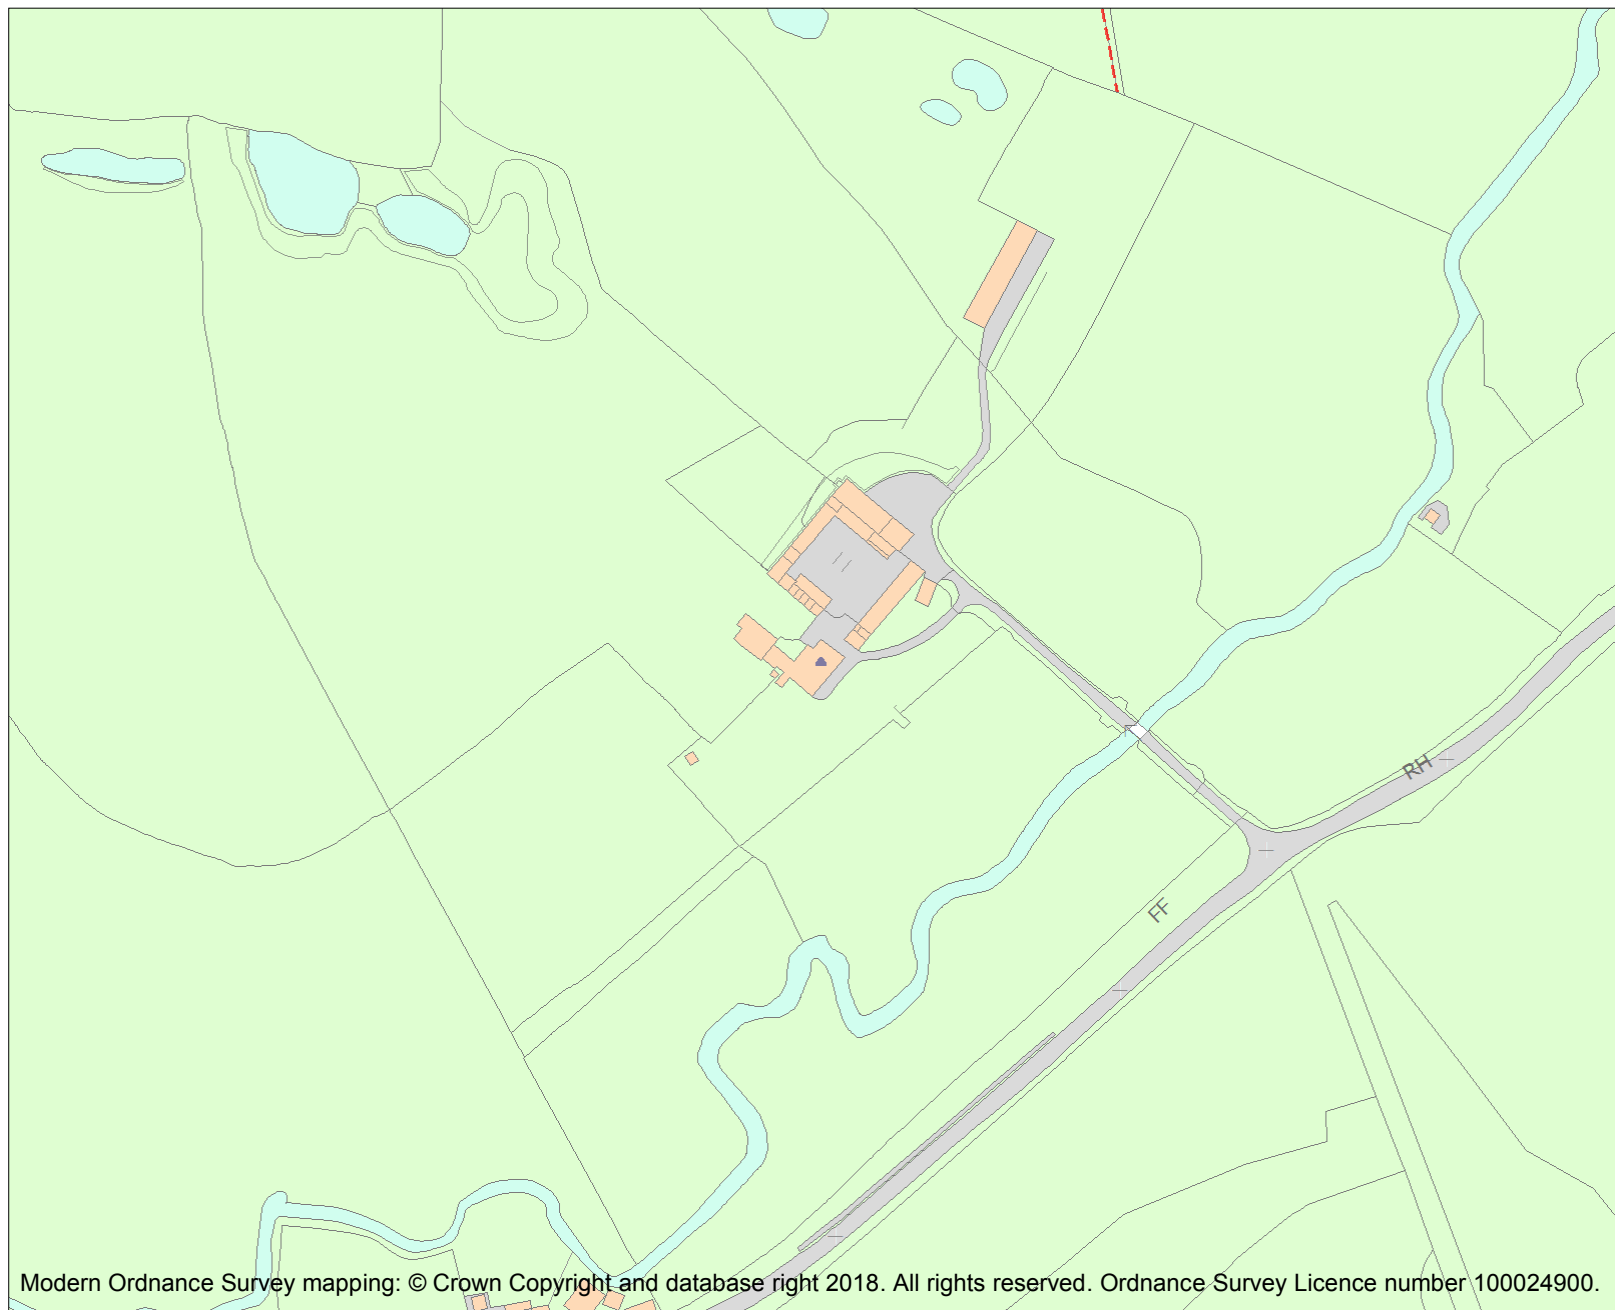 RH
FF
Modern Ordnance Survey mapping: © Crown Copyright and database right 2018. All rights reserved. Ordnance Survey Licence number 100024900.